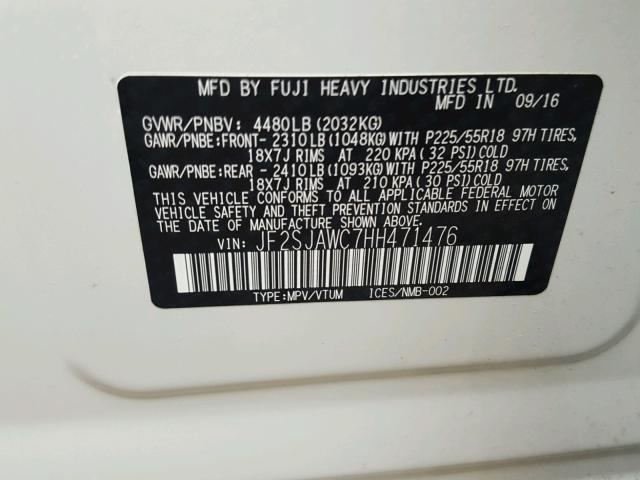 MFD BY FUJI HEAVY INDUSTRIES LTD.
MFD IN 09/16
GVWR/PNBV: 4480LB(2032KG)
GAWR/PNBE:FRONT-2310LB(1048KG)WITH P225/55R18 97H TIRES,
18X7J RIMS AT 220 KPA(32 PSI)COLD
GAWR/PNBE:REAR -2410LB(1093KG)WITH P225/55R18 97H TIRES,
18X7J RIMS AT 210 KPA(30 PSI)COLD
THIS VEHICLE CONFORMS TO ALL APPLICABLE FEDERAL MOTOR
VEHICLE SAFETY AND THEFT PREVENTION STANDARDS IN EFFECT ON
THE DATE OF MANUFACTURE SHOWN ABOVE.
VIN: JF2SJAWC7HH471476
TYPE:MPV/VTUM ICES/NMB-002